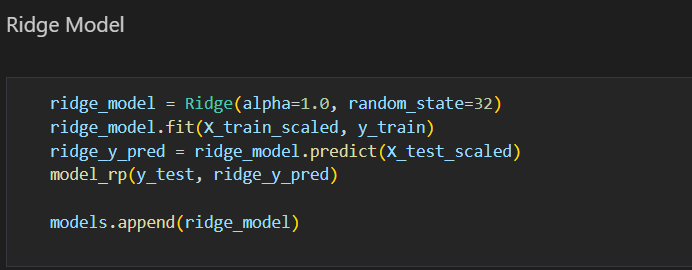 Ridge Model
ridge_model = Ridge(alpha=1.0, random_state=32)
ridge_model.fit(X_train_scaled, y_train)
ridge_y_pred = ridge_model.predict(X_test_scaled)
model_rp(y_test, ridge_y_pred)
models.append(ridge_model)